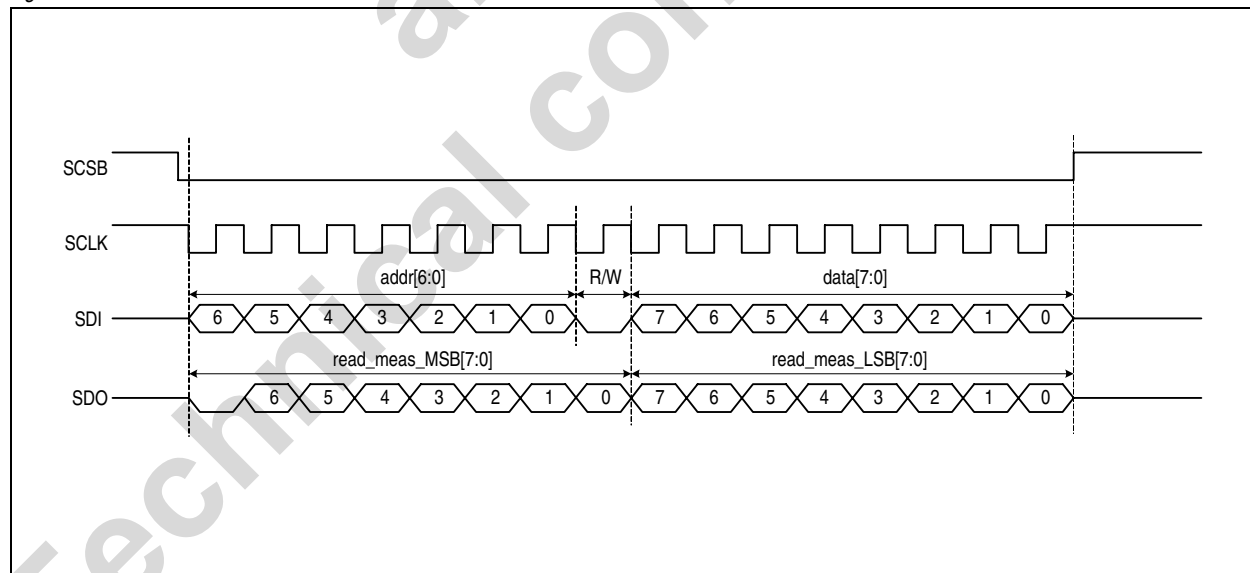 SCSB
SCLK
addr[6:0] R/W data[7:0]
SDI 6 5 4 3 2 1 0 7 6 5 4 3 2 1 0
read_meas_MSB[7:0] read_meas_LSB[7:0]
SDO 6 5 4 3 2 1 0 7 6 5 4 3 2 1 0
Technical con